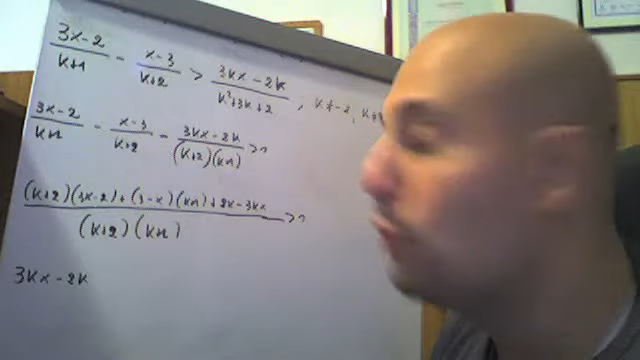 (3x-2)/(k+1) - (x-3)/(k+2) > (3kx-2k)/(k²+3k+2) , k≠-2, k≠
(3x-2)/(k+1) - (x-3)/(k+2) - (3kx-2k)/((k+2)(k+1)) >0
((k+2)(3x-2)+(3-x)(k+1)+2k-3kx)/((k+2)(k+1)) >0
3kx-2k